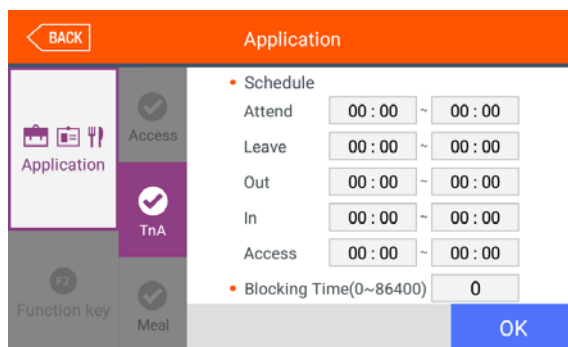 BACK
Application
Application
F2
Function key
Access
TnA
Meal
• Schedule
Attend 00 : 00 ~ 00 : 00
Leave 00 : 00 ~ 00 : 00
Out 00 : 00 ~ 00 : 00
In 00 : 00 ~ 00 : 00
Access 00 : 00 ~ 00 : 00
• Blocking Time(0~86400) 0
OK